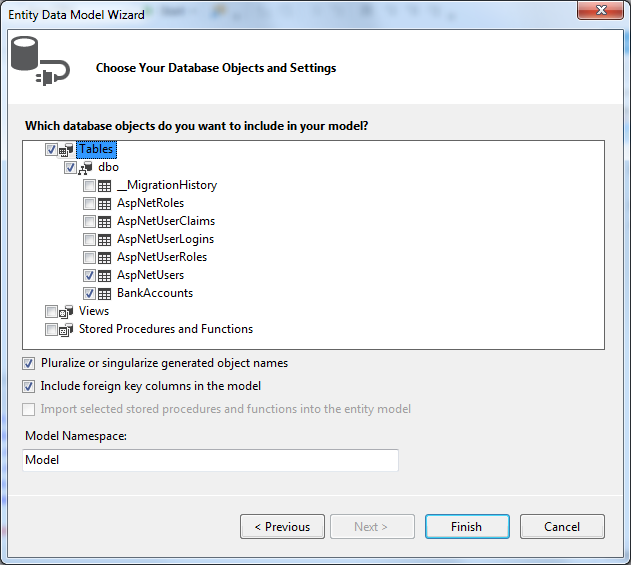 Entity Data Model Wizard
Choose Your Database Objects and Settings
Which database objects do you want to include in your model?
Tables
dbo
__MigrationHistory
AspNetRoles
AspNetUserClaims
AspNetUserLogins
AspNetUserRoles
AspNetUsers
BankAccounts
Views
Stored Procedures and Functions
Pluralize or singularize generated object names
Include foreign key columns in the model
Import selected stored procedures and functions into the entity model
Model Namespace:
Model
< Previous
Next >
Finish
Cancel